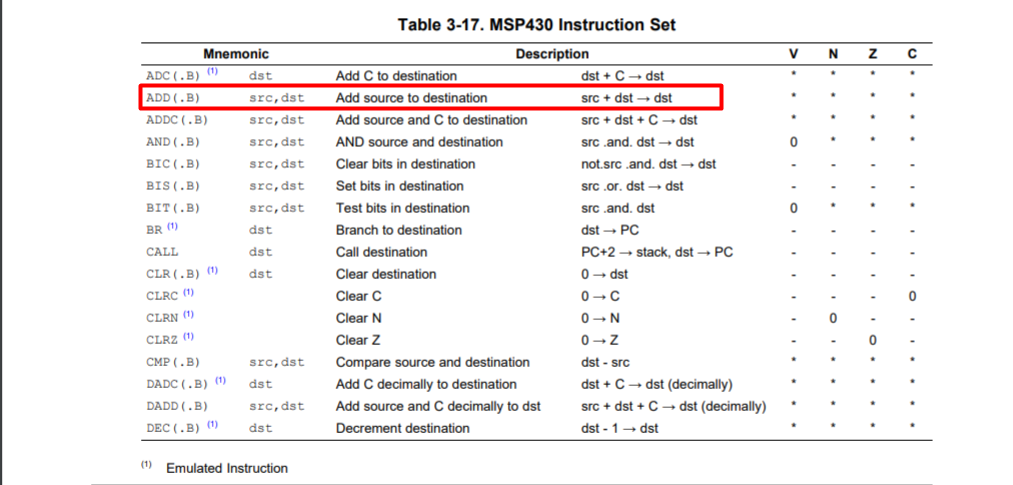 Table 3-17. MSP430 Instruction Set
Mnemonic Description V N Z C
ADC(.B) (1) dst Add C to destination dst + C → dst * * * *
ADD(.B) src,dst Add source to destination src + dst → dst * * * *
ADDC(.B) src,dst Add source and C to destination src + dst + C → dst * * * *
AND(.B) src,dst AND source and destination src .and. dst → dst 0 * * *
BIC(.B) src,dst Clear bits in destination not.src .and. dst → dst - - - -
BIS(.B) src,dst Set bits in destination src .or. dst → dst - - - -
BIT(.B) src,dst Test bits in destination src .and. dst 0 * * *
BR (1) dst Branch to destination dst → PC - - - -
CALL dst Call destination PC+2 → stack, dst → PC - - - -
CLR(.B) (1) dst Clear destination 0 → dst - - - -
CLRC (1) Clear C 0 → C - - - 0
CLRN (1) Clear N 0 → N - 0 - -
CLRZ (1) Clear Z 0 → Z - - 0 -
CMP(.B) src,dst Compare source and destination dst - src * * * *
DADC(.B) (1) dst Add C decimally to destination dst + C → dst (decimally) * * * *
DADD(.B) src,dst Add source and C decimally to dst src + dst + C → dst (decimally) * * * *
DEC(.B) (1) dst Decrement destination dst - 1 → dst * * * *
(1) Emulated Instruction